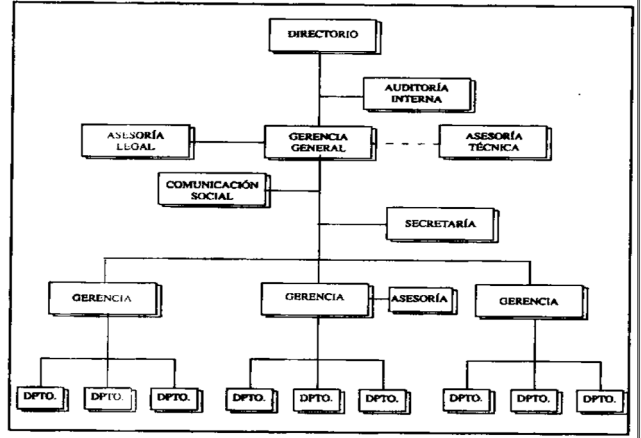 DIRECTORIO
AUDITORÍA
INTERNA
ASESORÍA
LEGAL
GERENCIA
GENERAL
ASESORÍA
TÉCNICA
COMUNICACIÓN
SOCIAL
SECRETARÍA
GERENCIA
GERENCIA
ASESORÍA
GERENCIA
DPTO.
DPTO.
DPTO.
DPTO.
DPTO.
DPTO.
DPTO.
DPTO.
DPTO.